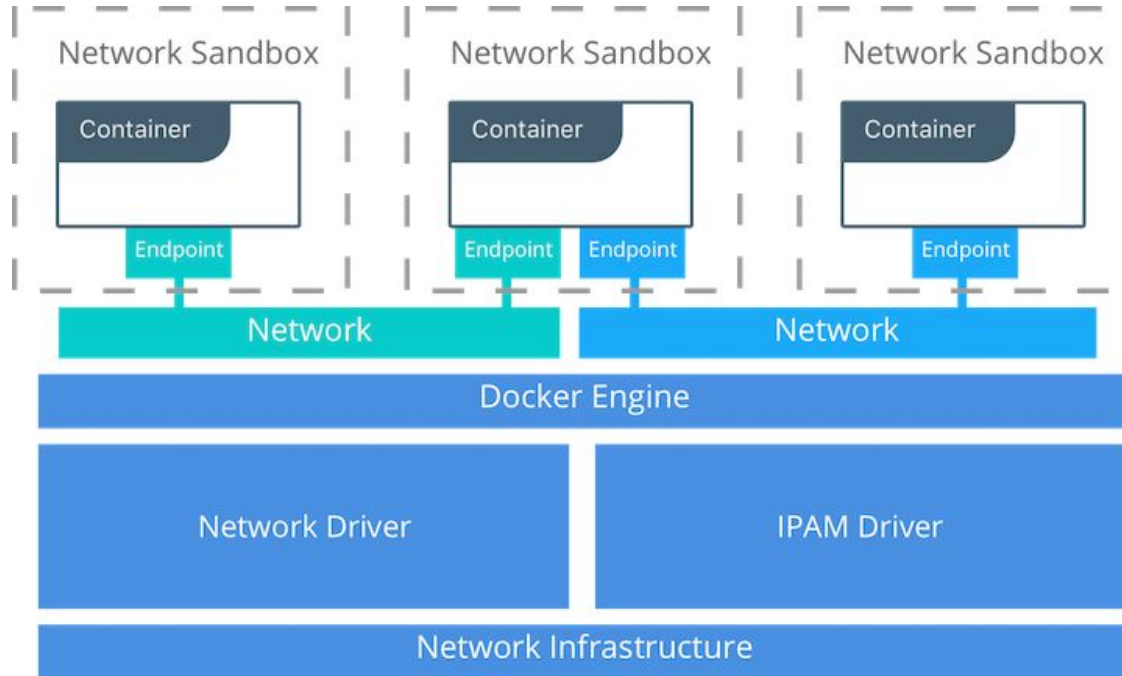 Network Sandbox
Network Sandbox
Network Sandbox
Container
Container
Container
Endpoint
Endpoint
Endpoint
Endpoint
Network
Network
Docker Engine
Network Driver
IPAM Driver
Network Infrastructure